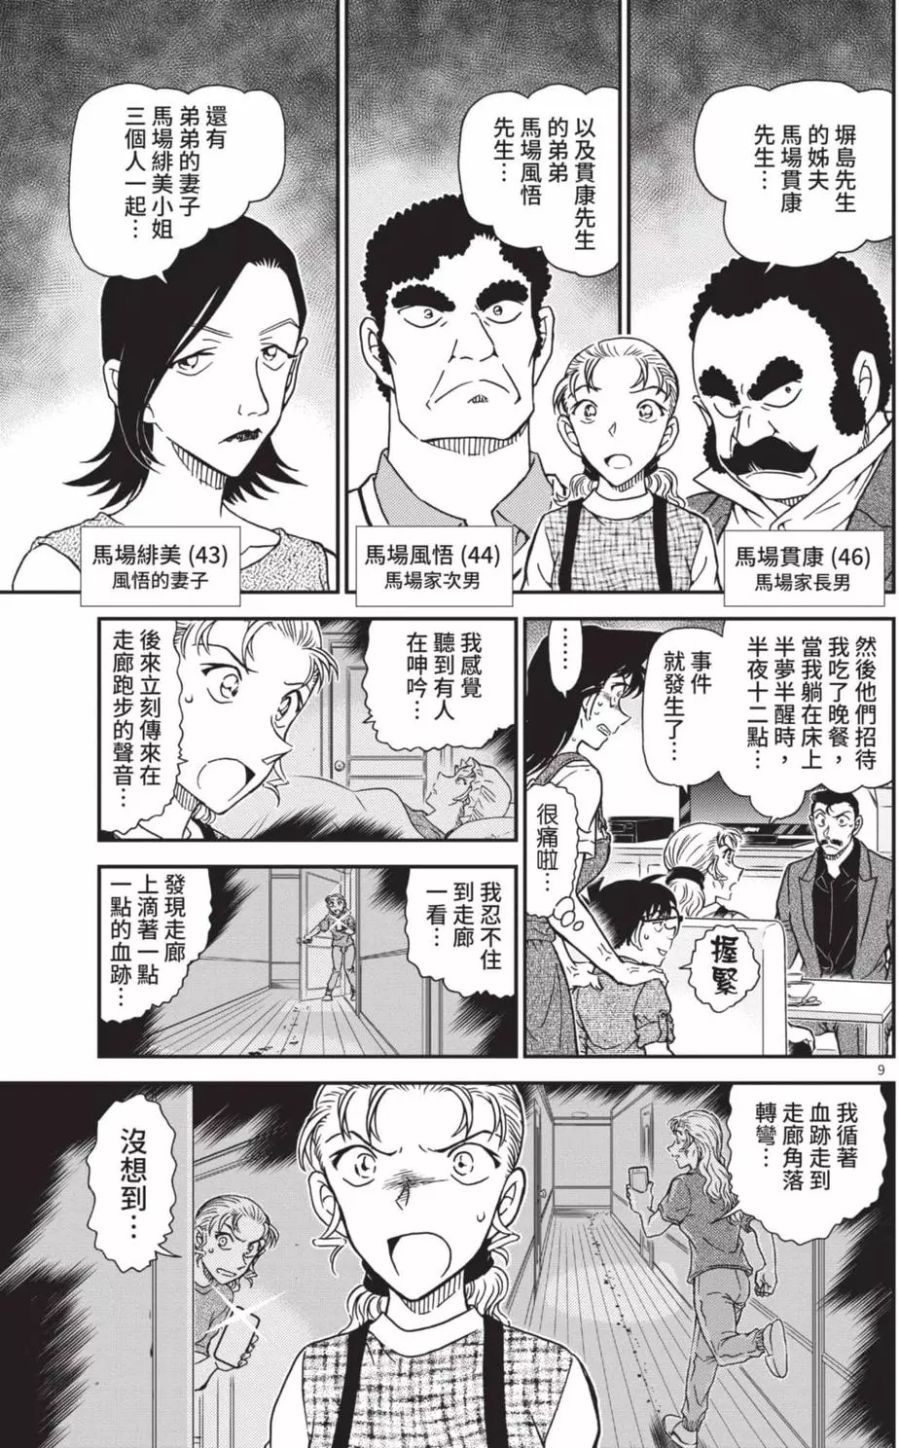 塀島先生
的姊夫
馬場貫康
先生…
馬場貫康 (46)
馬場家長男
以及貫康先生
的弟弟
馬場風悟
先生…
馬場風悟 (44)
馬場家次男
還有
弟弟的妻子
馬場緋美小姐
三個人一起…
馬場緋美 (43)
風悟的妻子
然後他們招待
我吃了晚餐，
當我躺在床上
半夢半醒時，
半夜十二點…
事件
就發生了…
…
很痛啦…
握緊
我感覺
聽到有人
在呻吟…
後來立刻傳來在
走廊跑步的聲音…
我忍不住
到走廊
一看…
發現走廊
上滴著一點
一點的血跡…
9
我循著
血跡走到
走廊角落
轉彎…
沒想到…